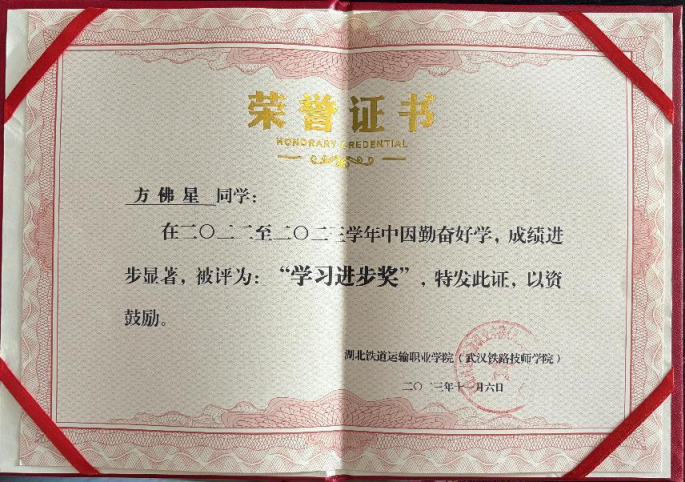 荣誉证书
HONORARY CREDENTIAL
方佛星 同学：
在二〇二二至二〇二三学年中因勤奋好学，成绩进
步显著，被评为：“学习进步奖”，特发此证，以资
鼓励。
湖北铁道运输职业学院（武汉铁路技师学院）
二〇二三年十一月六日